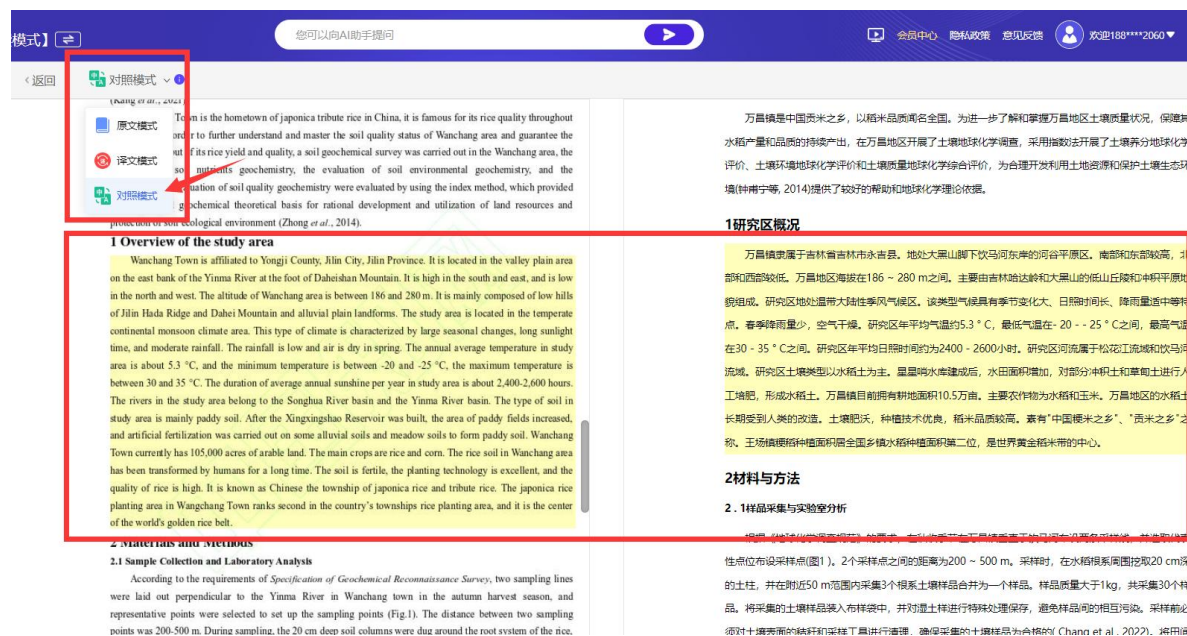 模式】
您可以向AI助手提问
会员中心 隐私政策 意见反馈 欢迎188****2060▼
返回 对照模式
原文模式
译文模式
对照模式
(Kang et al., 2021)
Town is the hometown of japonica tribute rice in China, it is famous for its rice quality throughout
order to further understand and master the soil quality status of Wanchang area and guarantee the
out of its rice yield and quality, a soil geochemical survey was carried out in the Wanchang area, the
nutrients geochemistry, the evaluation of soil environmental geochemistry, and the
evaluation of soil quality geochemistry were evaluated by using the index method, which provided
geochemical theoretical basis for rational development and utilization of land resources and
protection of soil ecological environment (Zhong et al., 2014).
1 Overview of the study area
Wanchang Town is affiliated to Yongji County, Jilin City, Jilin Province. It is located in the valley plain area
on the east bank of the Yinma River at the foot of Daheishan Mountain. It is high in the south and east, and is low
in the north and west. The altitude of Wanchang area is between 186 and 280 m. It is mainly composed of low hills
of Jilin Hada Ridge and Dahei Mountain and alluvial plain landforms. The study area is located in the temperate
continental monsoon climate area. This type of climate is characterized by large seasonal changes, long sunlight
time, and moderate rainfall. The rainfall is low and air is dry in spring. The annual average temperature in study
area is about 5.3 °C, and the minimum temperature is between -20 and -25 °C, the maximum temperature is
between 30 and 35 °C. The duration of average annual sunshine per year in study area is about 2,400-2,600 hours.
The rivers in the study area belong to the Songhua River basin and the Yinma River basin. The type of soil in
study area is mainly paddy soil. After the Xingxingshao Reservoir was built, the area of paddy fields increased,
and artificial fertilization was carried out on some alluvial soils and meadow soils to form paddy soil. Wanchang
Town currently has 105,000 acres of arable land. The main crops are rice and corn. The rice soil in Wanchang area
has been transformed by humans for a long time. The soil is fertile, the planting technology is excellent, and the
quality of rice is high. It is known as Chinese the township of japonica rice and tribute rice. The japonica rice
planting area in Wangchang Town ranks second in the country's townships rice planting area, and it is the center
of the world's golden rice belt.
2 Materials and Methods
2.1 Sample Collection and Laboratory Analysis
According to the requirements of Specification of Geochemical Reconnaissance Survey, two sampling lines
were laid out perpendicular to the Yinma River in Wanchang town in the autumn harvest season, and
representative points were selected to set up the sampling points (Fig.1). The distance between two sampling
points was 200-500 m. During sampling, the 20 cm deep soil columns were dug around the root system of the rice,
万昌镇是中国贡米之乡，以稻米品质闻名全国。为进一步了解和掌握万昌地区土壤质量状况，保障其
水稻产量和品质的持续产出，在万昌地区开展了土壤地球化学调查，采用指数法开展了土壤养分地球化学
评价、土壤环境地球化学评价和土壤质量地球化学综合评价，为合理开发利用土地资源和保护土壤生态环
境(钟甫宁等, 2014)提供了较好的帮助和地球化学理论依据。
1研究区概况
万昌镇隶属于吉林省吉林市永吉县。地处大黑山脚下饮马河东岸的河谷平原区。南部和东部较高，北
部和西部较低。万昌地区海拔在186 ~ 280 m之间。主要由吉林哈达岭和大黑山的低山丘陵和冲积平原地
貌组成。研究区地处温带大陆性季风气候区。该类型气候具有季节变化大、日照时间长、降雨量适中等特
点。春季降雨量少，空气干燥。研究区年平均气温约5.3 ° C，最低气温在- 20 - - 25 ° C之间，最高气温
在30 - 35 ° C之间。研究区年平均日照时间约为2400 - 2600小时。研究区河流属于松花江流域和饮马河
流域。研究区土壤类型以水稻土为主。星星哨水库建成后，水田面积增加，对部分冲积土和草甸土进行人
工培肥，形成水稻土。万昌镇目前拥有耕地面积10.5万亩。主要农作物为水稻和玉米。万昌地区的水稻土
长期受到人类的改造。土壤肥沃，种植技术优良，稻米品质较高。素有"中国粳米之乡"、"贡米之乡"之
称。王场镇粳稻种植面积居全国乡镇水稻种植面积第二位，是世界黄金稻米带的中心。
2材料与方法
2 . 1样品采集与实验室分析
根据《地球化学调查规范》的要求，在秋收季节在万昌镇垂直于饮马河布设两条采样线，并选取代表
性点位布设采样点(图1 )。2个采样点之间的距离为200 ~ 500 m。采样时，在水稻根系周围挖取20 cm深
的土柱，并在附近50 m范围内采集3个根系土壤样品合并为一个样品。样品质量大于1kg，共采集30个样
品。将采集的土壤样品装入布样袋中，并对湿土样进行特殊处理保存，避免样品间的相互污染。采样前必
须对土壤表面的秸秆和采样工具进行清理，确保采集的土壤样品为合格的( Chang et al., 2022)。将田间